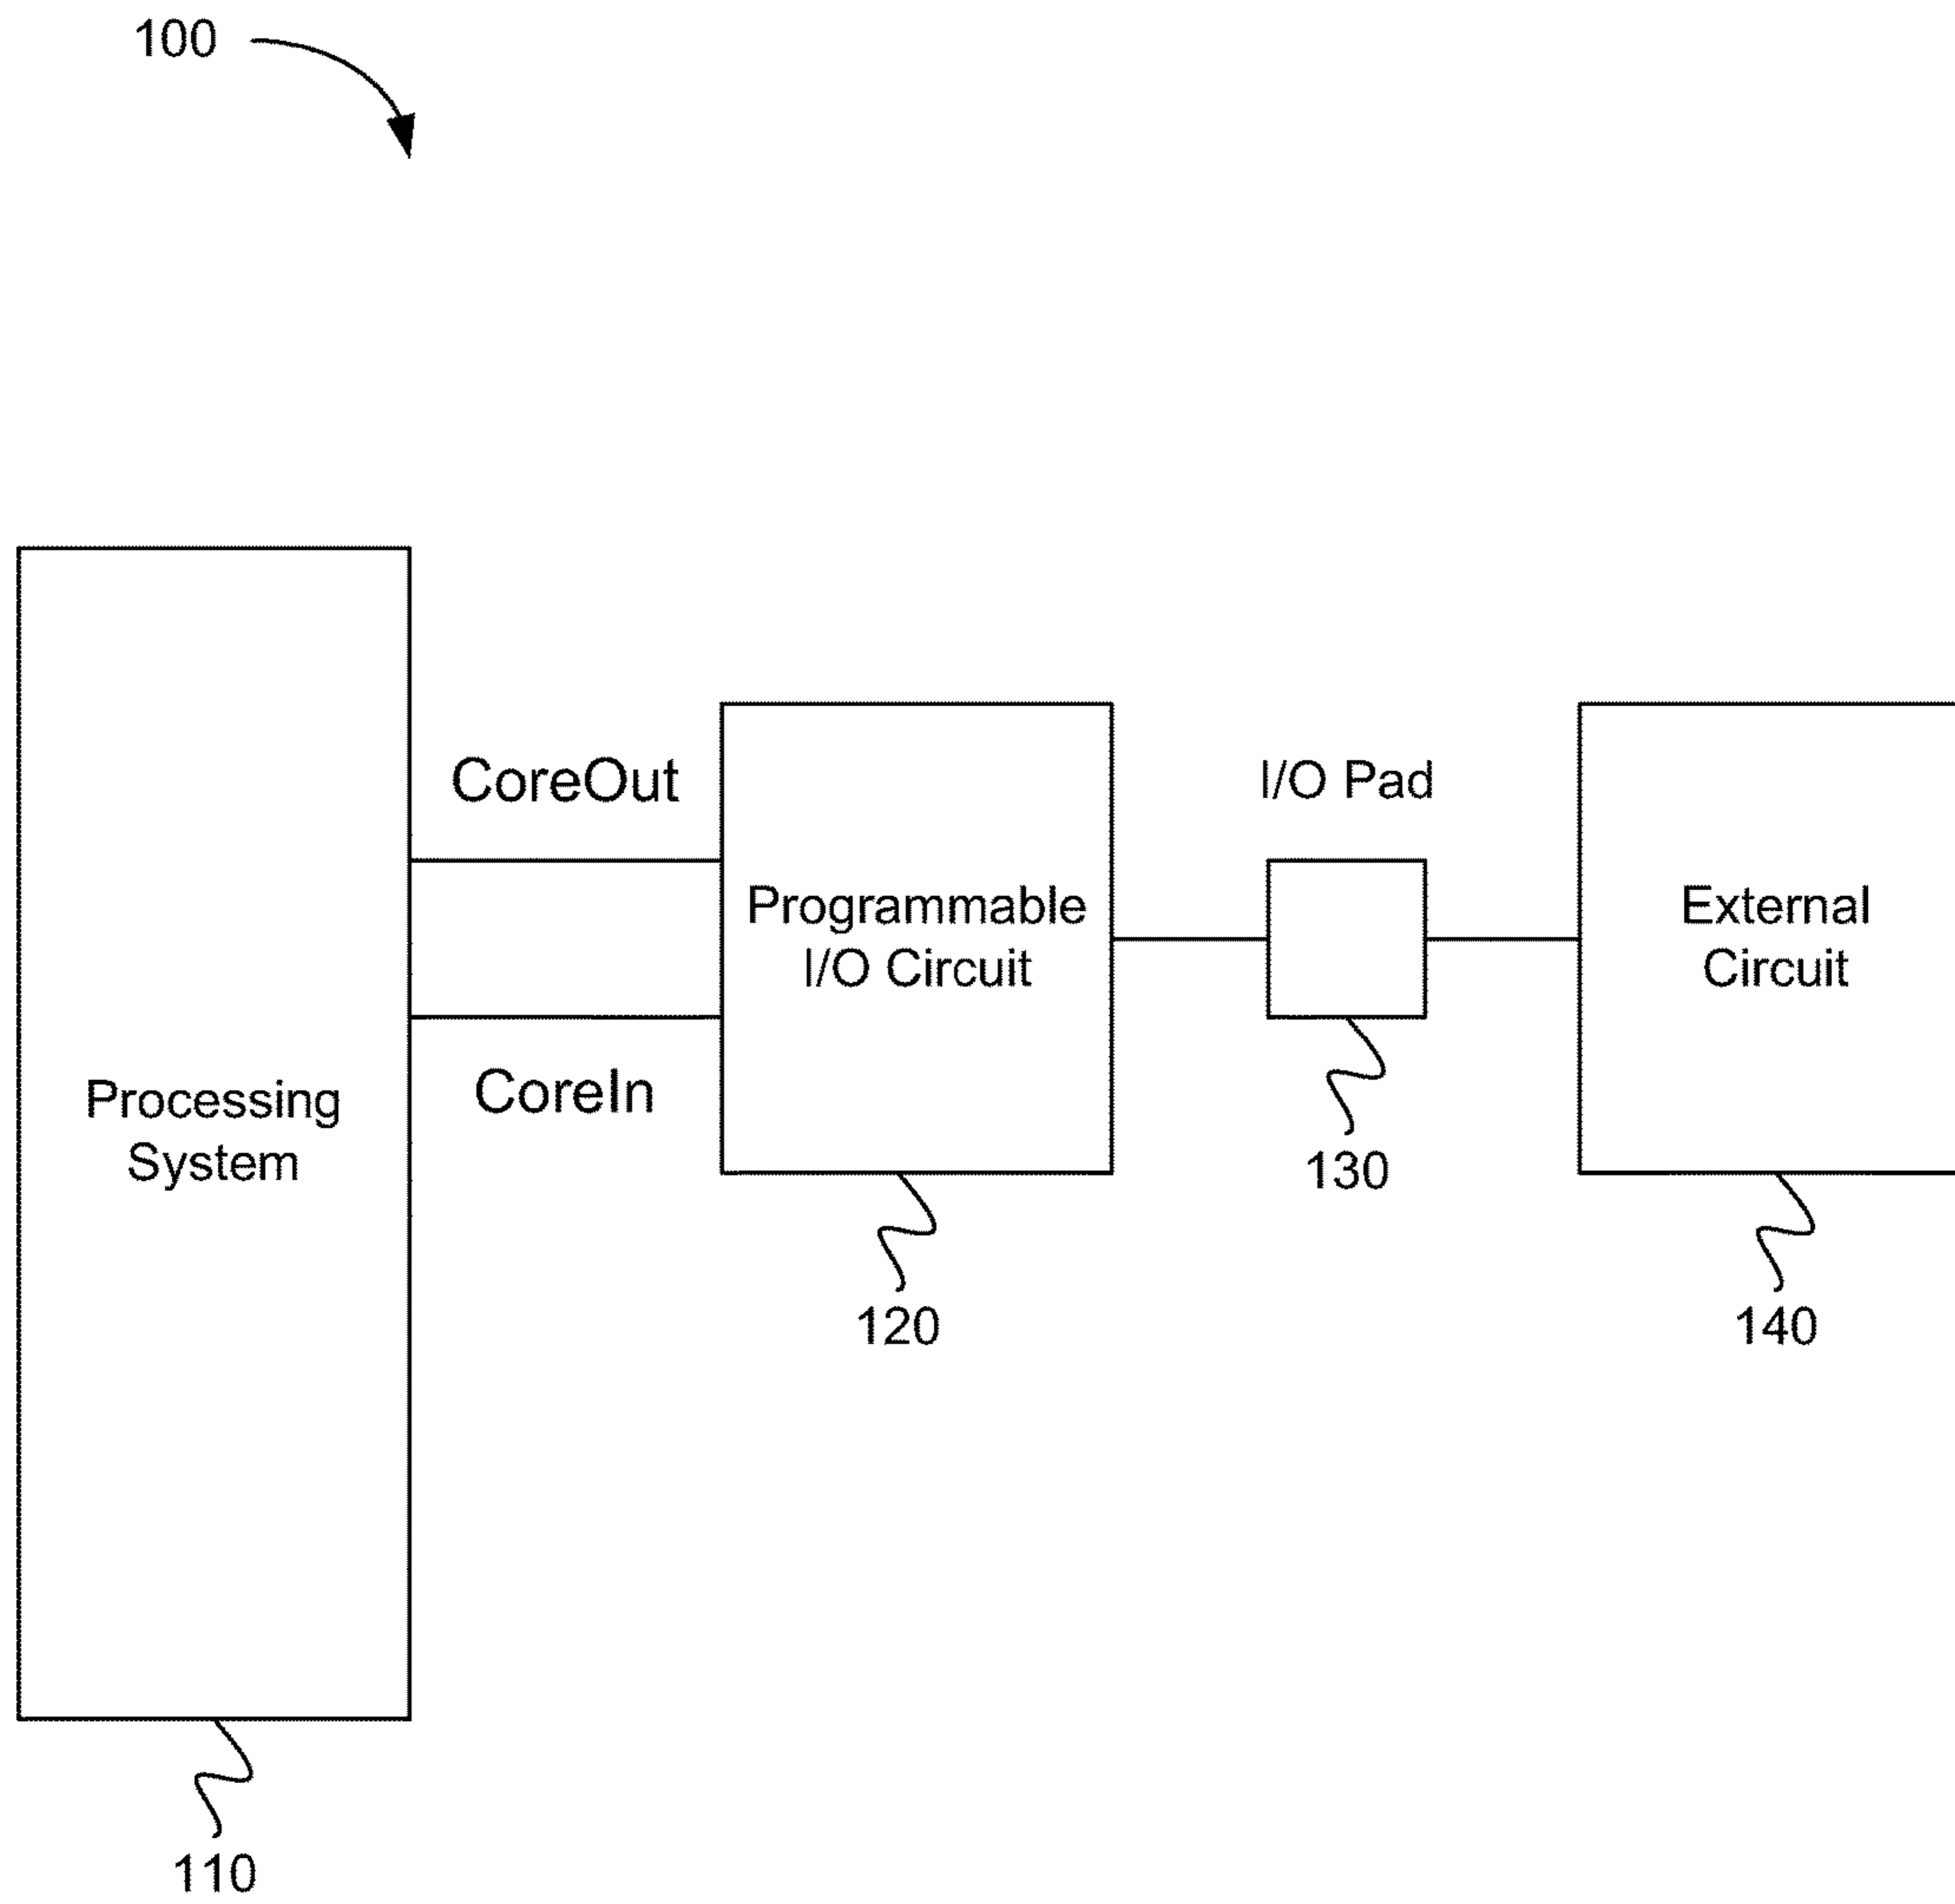 100
CoreOut
I/O Pad
Programmable
I/O Circuit
External
Circuit
Processing
System
CoreIn
130
120
140
110